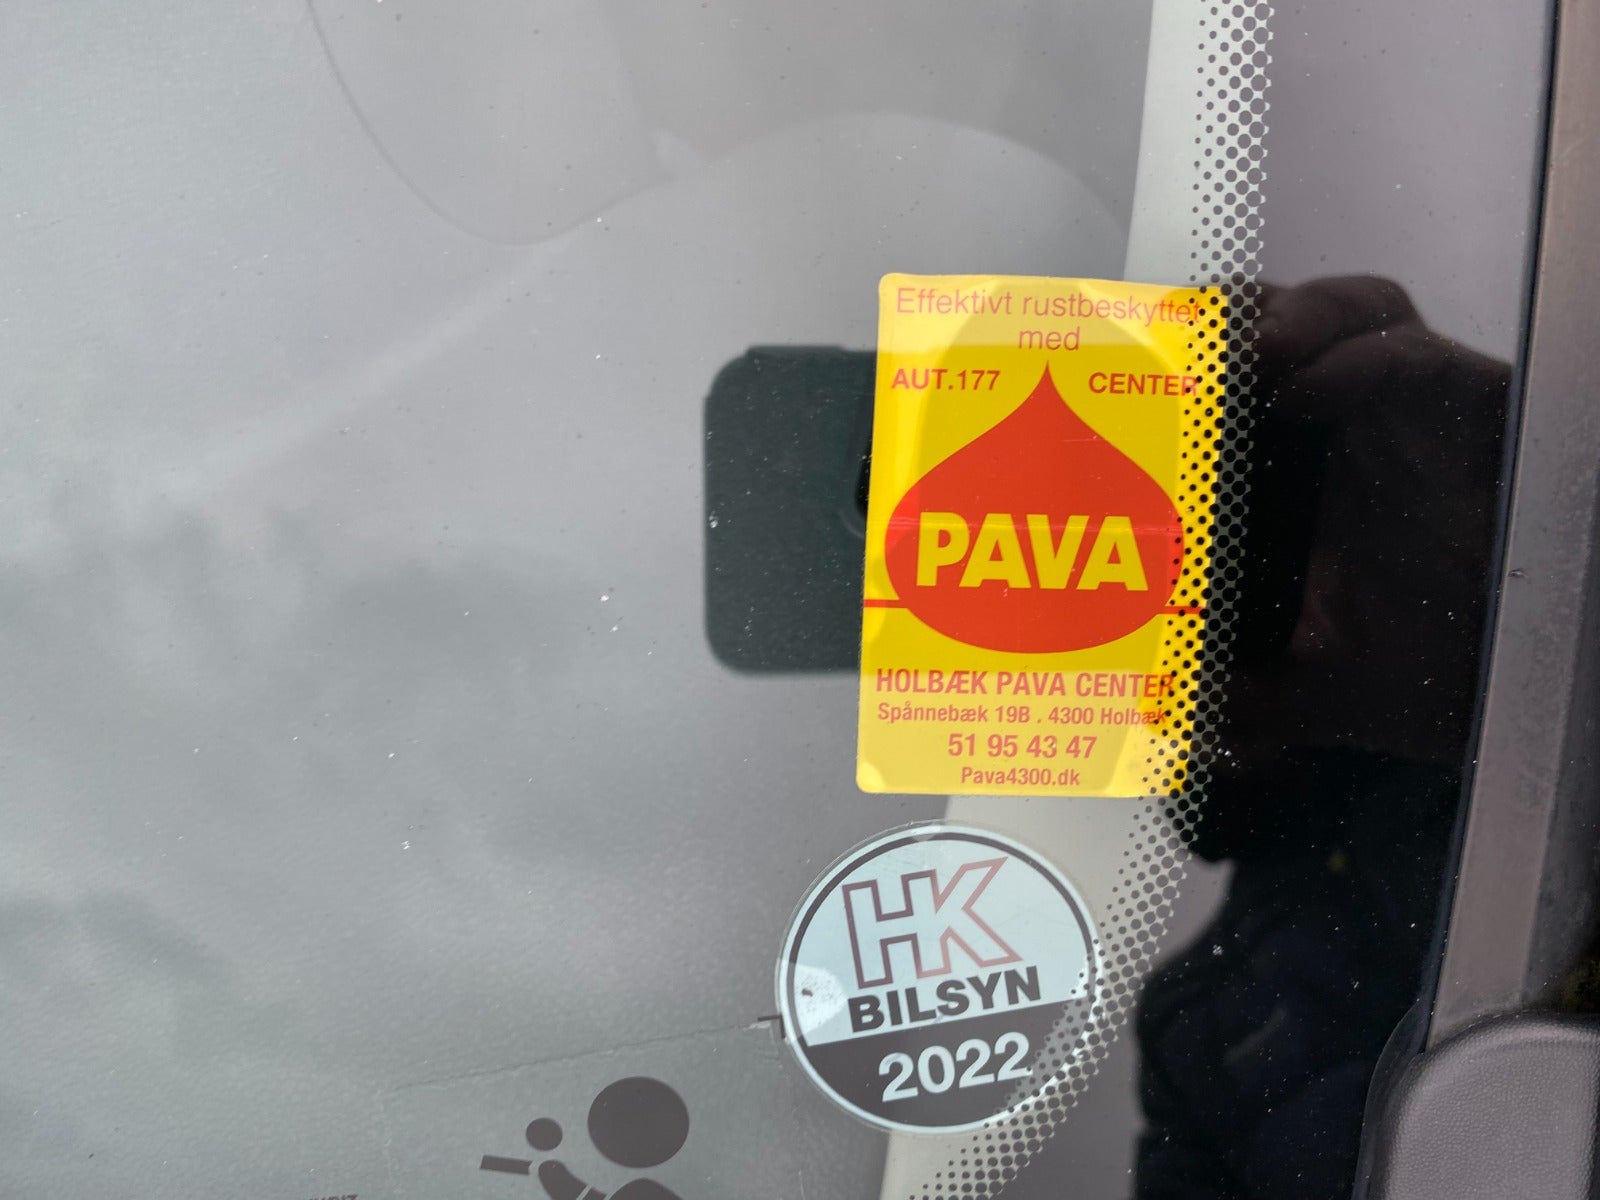 Effektivt rustbeskyttet
med
AUT.177 CENTER
PAVA
HOLBÆK PAVA CENTER
Spånnebæk 19B . 4300 Holbæk
51 95 43 47
Pava4300.dk
HK
BILSYN
2022